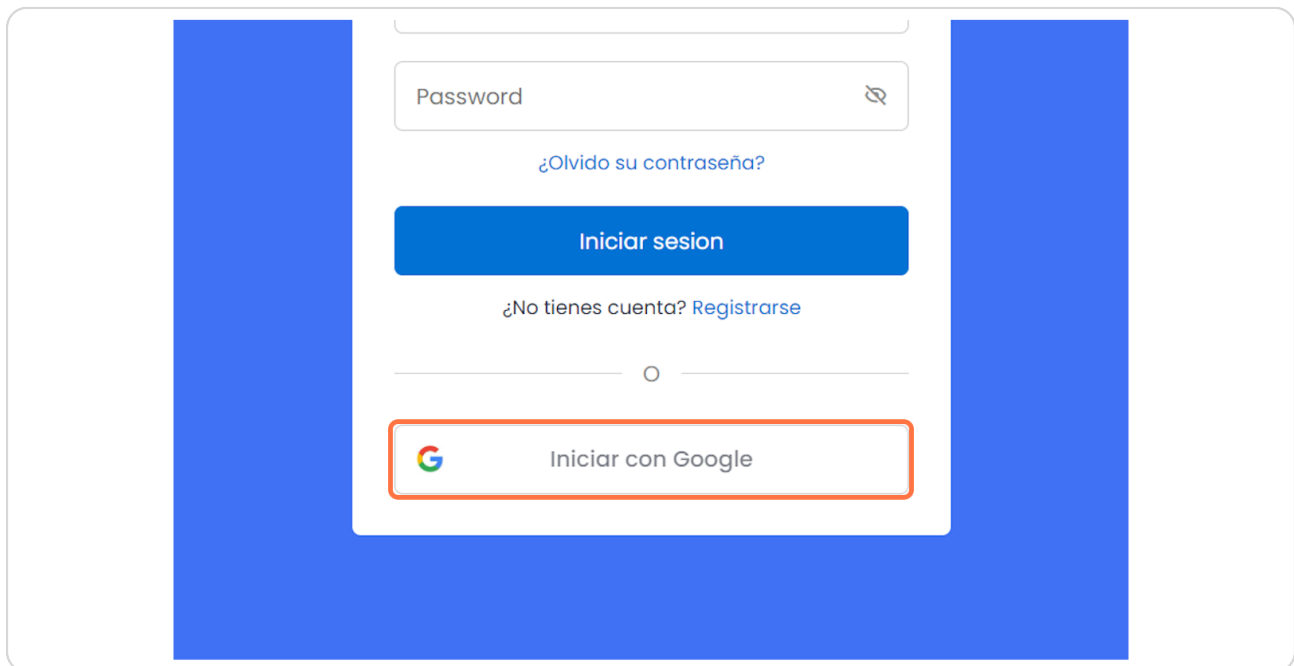 Password
¿Olvido su contraseña?
Iniciar sesion
¿No tienes cuenta? Registrarse
O
Iniciar con Google